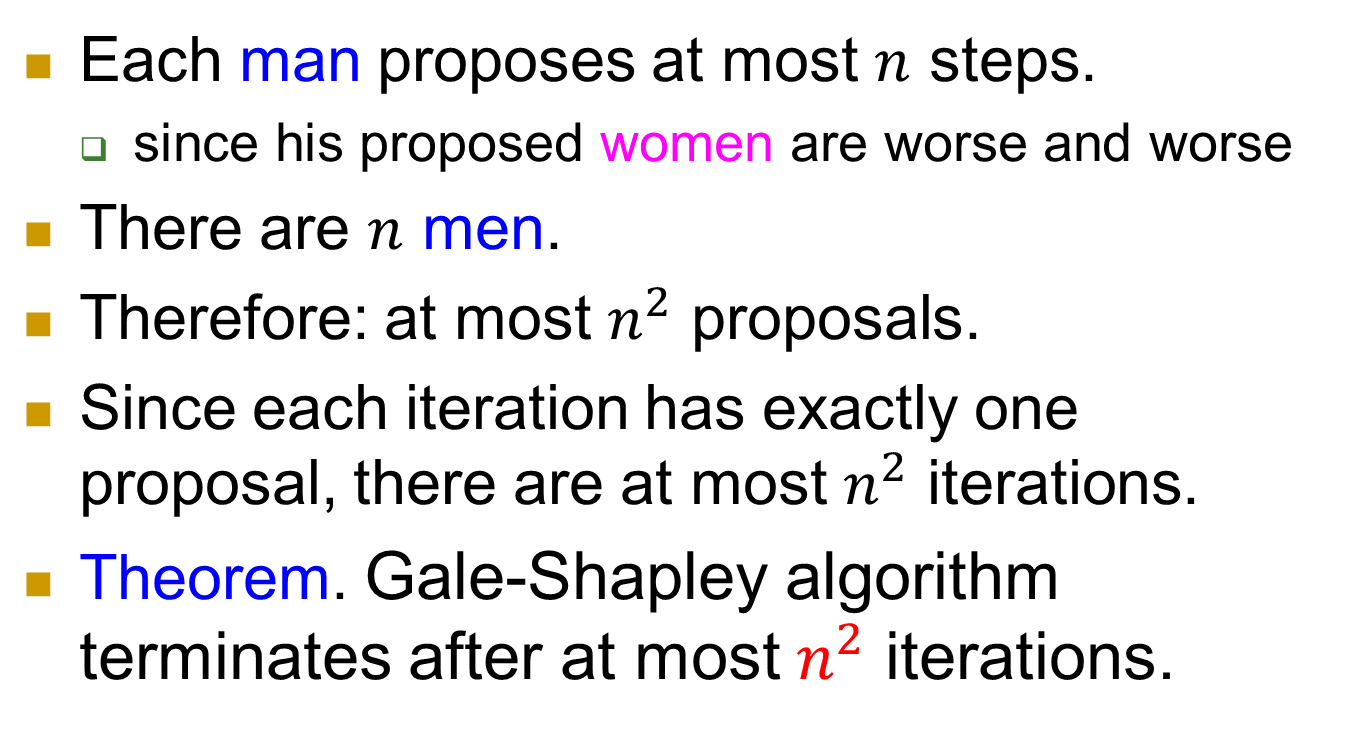 Each man proposes at most 𝑛 steps.
since his proposed women are worse and worse
There are 𝑛 men.
Therefore: at most 𝑛² proposals.
Since each iteration has exactly one
proposal, there are at most 𝑛² iterations.
Theorem. Gale-Shapley algorithm
terminates after at most 𝑛² iterations.